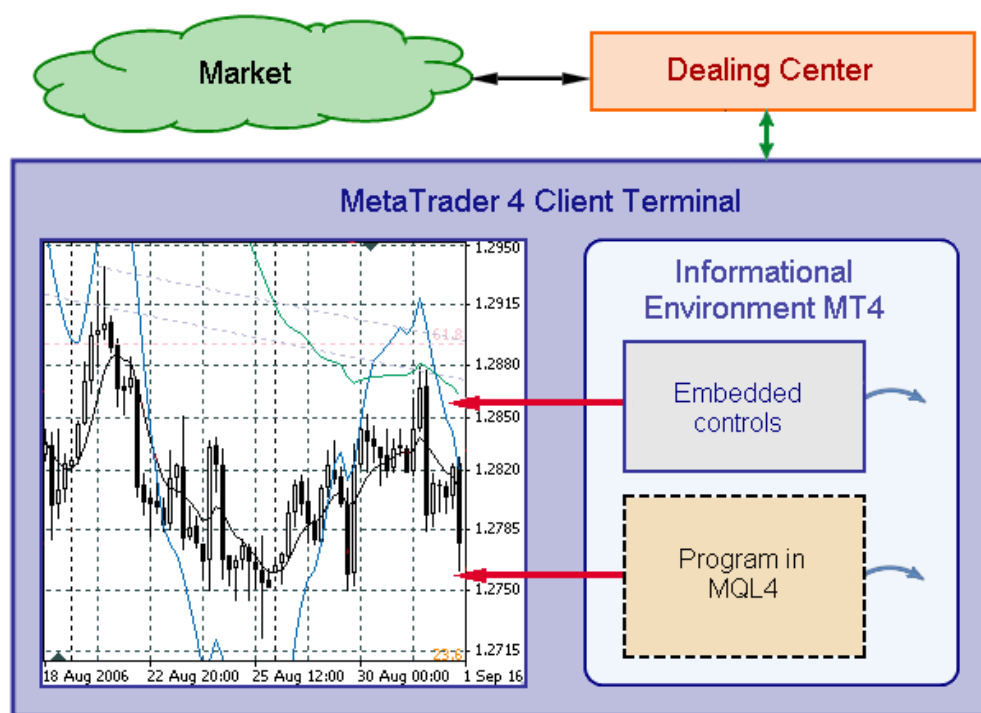 Market
Dealing Center
MetaTrader 4 Client Terminal
1.2950
1.2915
61.8
1.2880
1.2850
1.2820
1.2785
1.2750
1.2715
23.6
18 Aug 2006 22 Aug 20:00 25 Aug 12:00 30 Aug 00:00 1 Sep 16
Informational
Environment MT4
Embedded
controls
Program in
MQL4